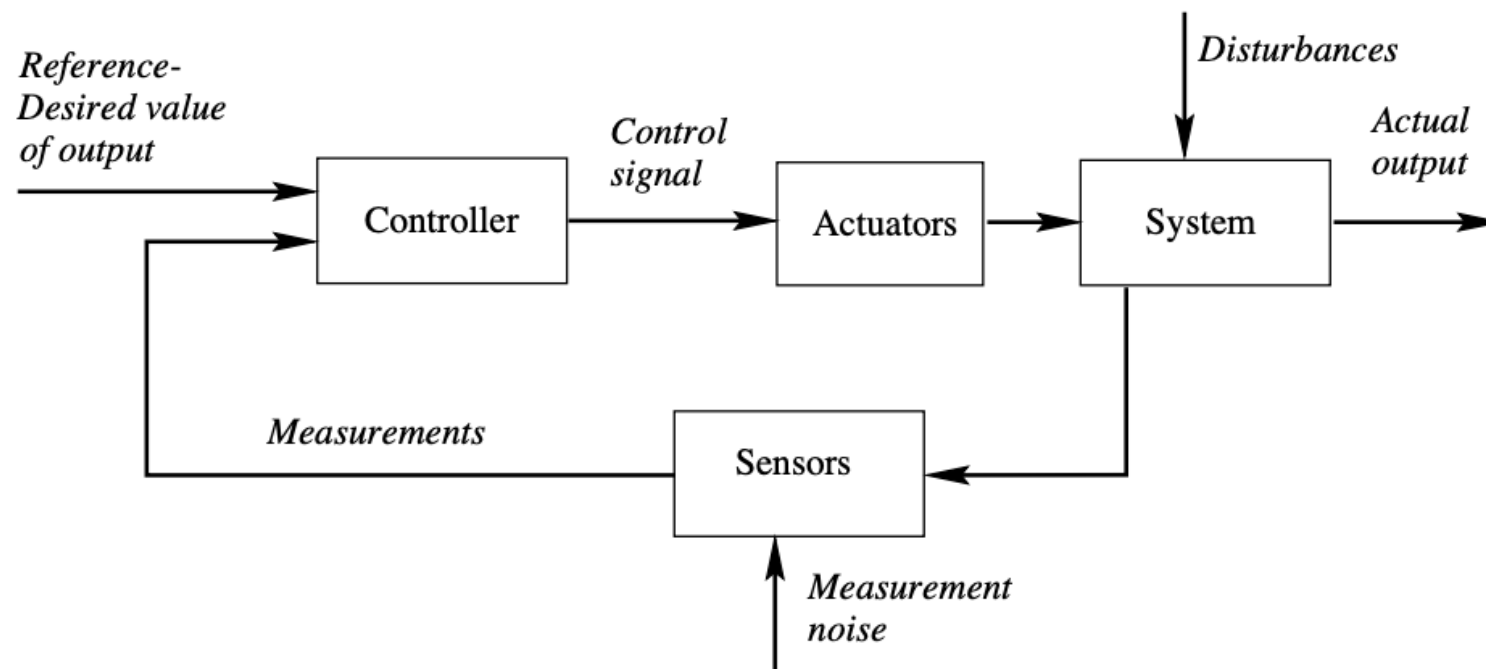 Reference-
Desired value
of output
Control
signal
Disturbances
Actual
output
Controller
Actuators
System
Measurements
Sensors
Measurement
noise